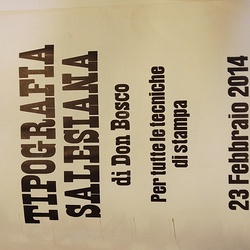 TIPOGRAFIA
SALESIANA
di Don Bosco
Per tutte le tecniche
di stampa
23 Febbraio 2014